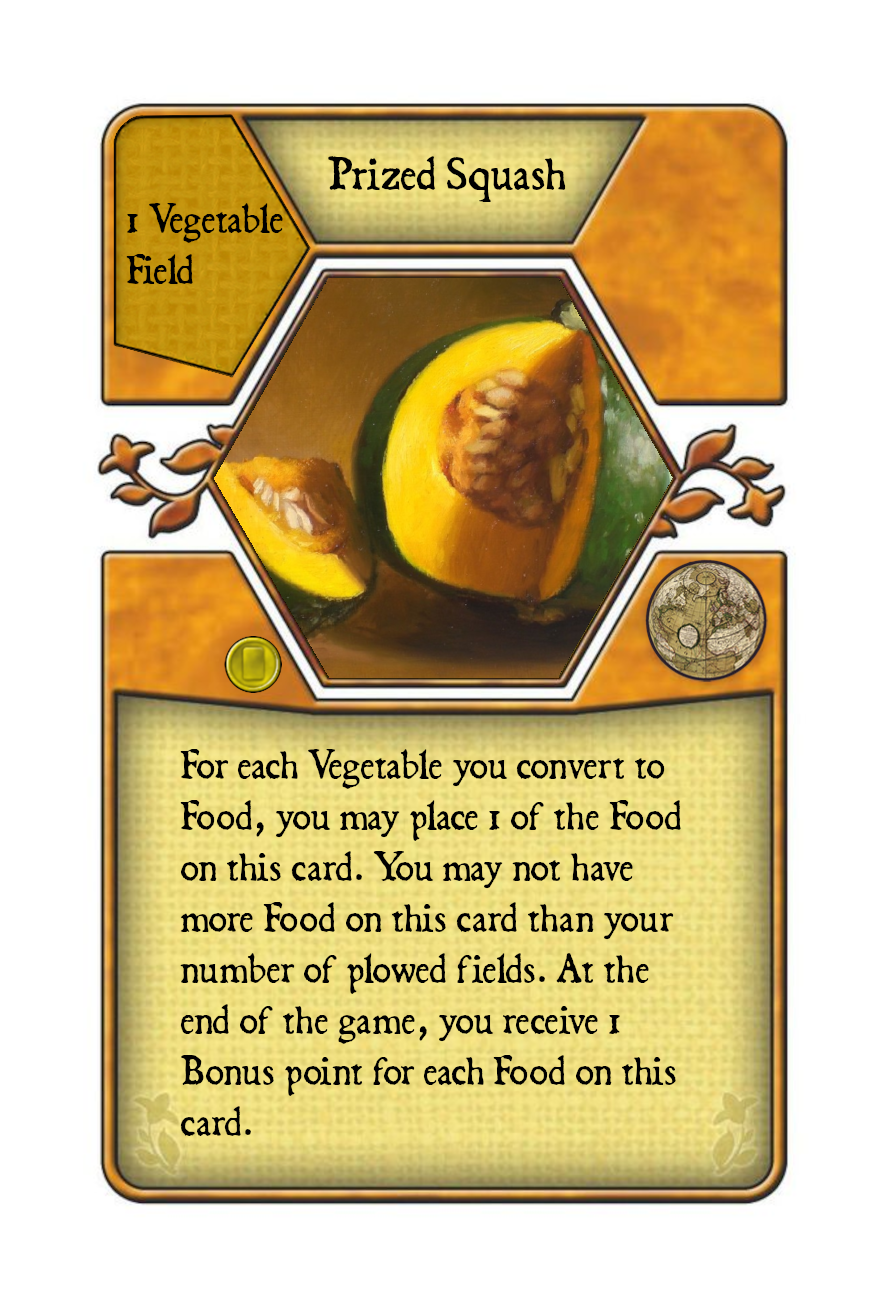 Prized Squash
1 Vegetable
Field
For each Vegetable you convert to
Food, you may place 1 of the Food
on this card. You may not have
more Food on this card than your
number of plowed fields. At the
end of the game, you receive 1
Bonus point for each Food on this
card.